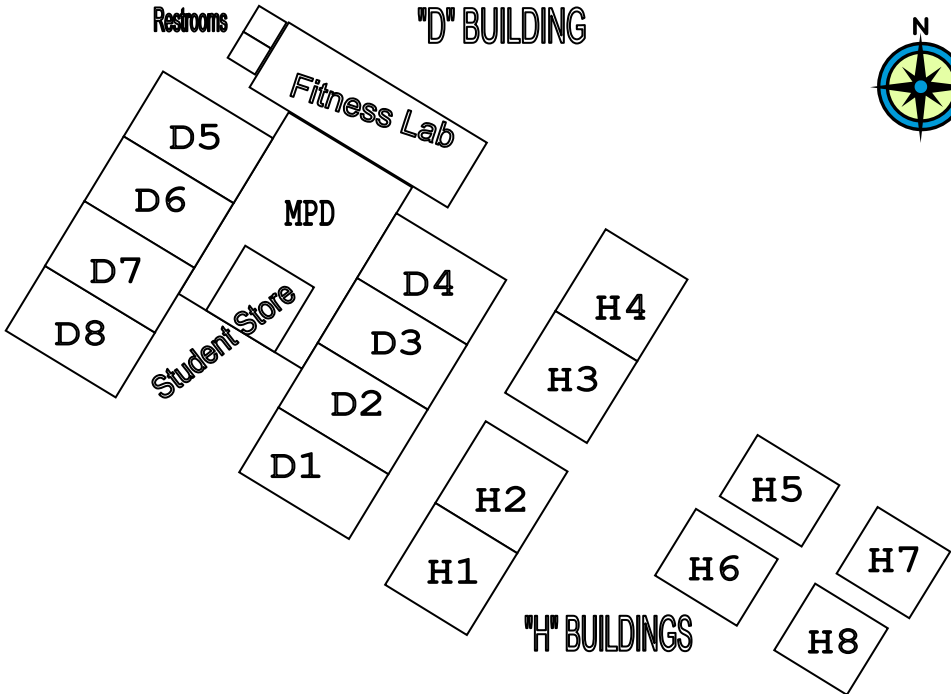 Restrooms
"D" BUILDING
N
Fitness Lab
D5
D6
MPD
D7
D4
Student Store
D8
D3
H4
D2
H3
D1
H2
H5
H1
H6
H7
"H" BUILDINGS
H8